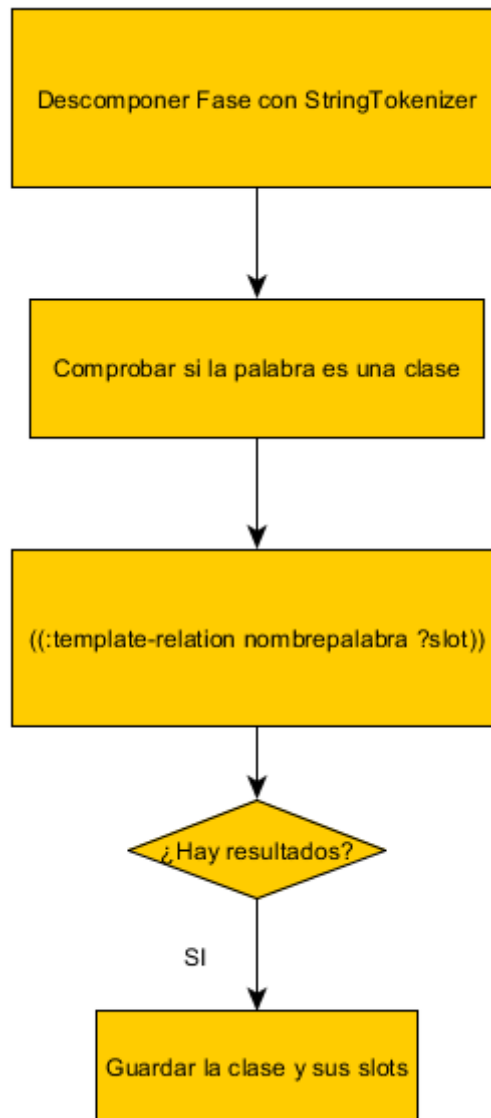 Descomponer Fase con StringTokenizer
Comprobar si la palabra es una clase
((:template-relation nombrepalabra ?slot))
¿Hay resultados?
SI
Guardar la clase y sus slots